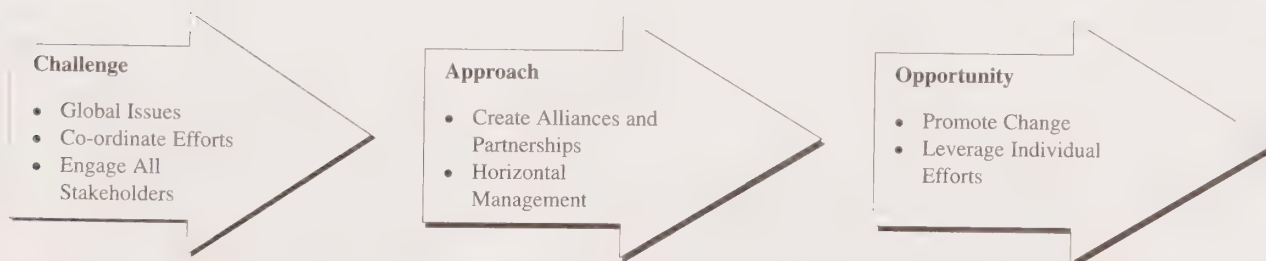 Challenge
• Global Issues
• Co-ordinate Efforts
• Engage All
Stakeholders
Approach
• Create Alliances and
Partnerships
• Horizontal
Management
Opportunity
• Promote Change
• Leverage Individual
Efforts